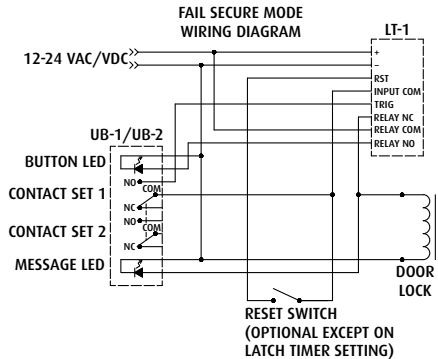 FAIL SECURE MODE
WIRING DIAGRAM
LT-1
12-24 VAC/VDC
+
–
RST
INPUT COM
TRIG
RELAY NC
RELAY COM
RELAY NO
UB-1/UB-2
BUTTON LED
NO
COM
CONTACT SET 1
NC
NO
COM
CONTACT SET 2
NC
MESSAGE LED
DOOR
LOCK
RESET SWITCH
(OPTIONAL EXCEPT ON
LATCH TIMER SETTING)